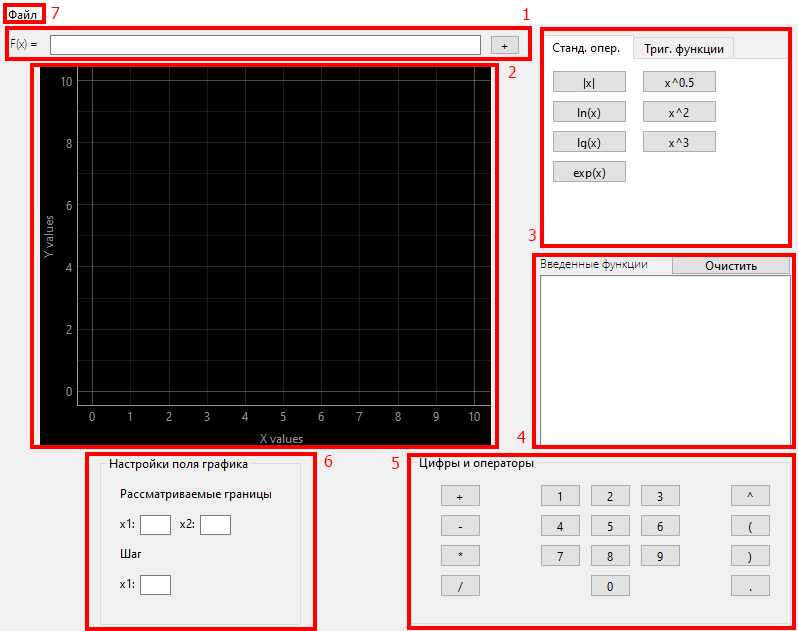 Файл 7
1
F(x) = +
2
Станд. опер. Триг. функции
|x| x^0.5
ln(x) x^2
lg(x) x^3
exp(x)
3
10
8
6
4
2
0
Y values
0 1 2 3 4 5 6 7 8 9 10
X values
Введенные функции Очистить
4
Настройки поля графика
6
Рассматриваемые границы
x1: x2:
Шаг
x1:
5
Цифры и операторы
+ 1 2 3 ^
- 4 5 6 (
* 7 8 9 )
/ 0 .